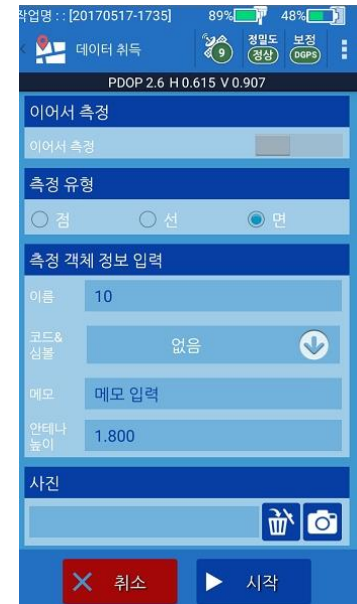 작업명 : : [20170517-1735] 89% 48%
데이터 취득 9 정밀도 정상 보정 DGPS
PDOP 2.6 H 0.615 V 0.907
이어서 측정
이어서 측정
측정 유형
점 선 면
측정 객체 정보 입력
이름 10
코드&
심볼 없음
메모 메모 입력
안테나
높이 1.800
사진
취소 시작